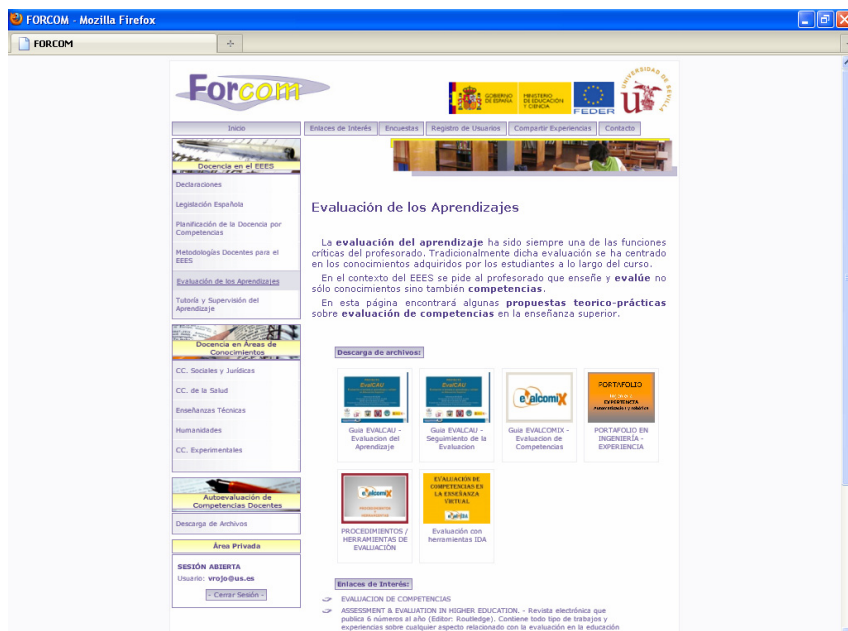 FORCOM - Mozilla Firefox
FORCOM
Forcom
GOBIERNO
DE ESPAÑA
MINISTERIO
DE EDUCACIÓN
Y CIENCIA
FEDER
UNIVERSIDAD DE SEVILLA
Inicio
Enlaces de Interés
Encuestas
Registro de Usuarios
Compartir Experiencias
Contacto
Docencia en el EEES
Declaraciones
Legislación Española
Planificación de la Docencia por
Competencias
Metodologías Docentes para el
EEES
Evaluación de los Aprendizajes
Tutoría y Supervisión del
Aprendizaje
Docencia en Áreas de
Conocimientos
CC. Sociales y Jurídicas
CC. de la Salud
Enseñanzas Técnicas
Humanidades
CC. Experimentales
Autoevaluación de
Competencias Docentes
Descarga de Archivos
Área Privada
SESIÓN ABIERTA
Usuario: vrojo@us.es
- Cerrar Sesión -
Evaluación de los Aprendizajes
La evaluación del aprendizaje ha sido siempre una de las funciones
críticas del profesorado. Tradicionalmente dicha evaluación se ha centrado
en los conocimientos adquiridos por los estudiantes a lo largo del curso.
En el contexto del EEES se pide al profesorado que enseñe y evalúe no
sólo conocimientos sino también competencias.
En esta página encontrará algunas propuestas teorico-prácticas
sobre evaluación de competencias en la enseñanza superior.
Descarga de archivos:
EvalCAU
Guia EVALCAU -
Evaluacion del
Aprendizaje
EvalCAU
Guia EVALCAU -
Seguimiento de la
Evaluacion
evalcomix
Guia EVALCOMIX -
Evaluacion de
Competencias
PORTAFOLIO
EXPERIENCIA
PORTAFOLIO EN
INGENIERÍA -
EXPERIENCIA
evalcomix
PROCEDIMIENTOS /
HERRAMIENTAS DE
EVALUACIÓN
EVALUACIÓN DE
COMPETENCIAS EN
LA ENSEÑANZA
VIRTUAL
Evaluación con
herramientas IDA
Enlaces de Interés:
EVALUACION DE COMPETENCIAS
ASSESSMENT & EVALUATION IN HIGHER EDUCATION. - Revista electrónica que
publica 6 números al año (Editor: Routledge). Contiene todo tipo de trabajos y
experiencias sobre cualquier aspecto relacionado con la evaluación en la educación